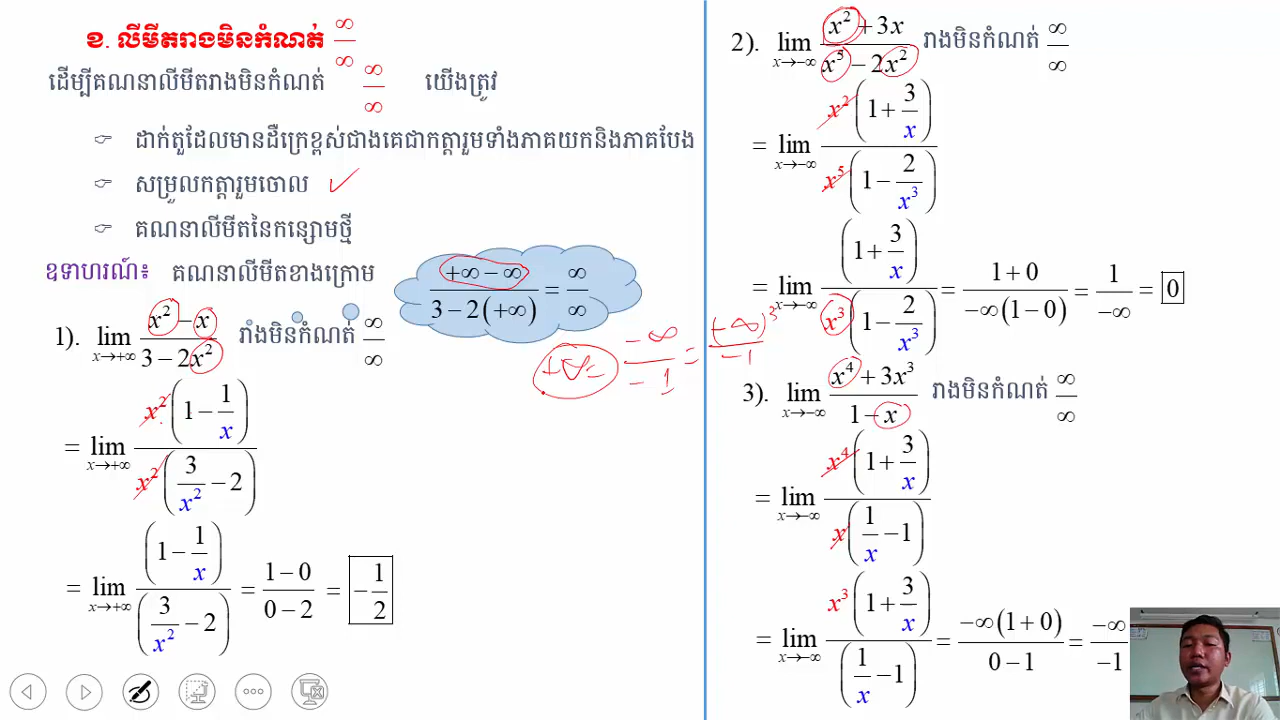 ខ. លីមីតរាងមិនកំណត់ ∞/∞
ដើម្បីគណនាលីមីតរាងមិនកំណត់ ∞/∞ យើងត្រូវ
☞ ដាក់តួដែលមានដឺក្រេខ្ពស់ជាងគេជាកត្តារួមទាំងភាគយកនិងភាគបែង
☞ សម្រួលកត្តារួមចោល ✓
☞ គណនាលីមីតនៃកន្សោមថ្មី
ឧទាហរណ៍៖ គណនាលីមីតខាងក្រោម
(+∞ − ∞)/(3 − 2(+∞)) = ∞/∞
1). lim x→+∞ (x² − x)/(3 − 2x²) រាងមិនកំណត់ ∞/∞
+∞ = −∞/−1 = (−∞)³/−1
= lim x→+∞ x²(1 − 1/x)/x²(3/x² − 2)
= lim x→+∞ (1 − 1/x)/(3/x² − 2) = (1 − 0)/(0 − 2) = −1/2
2). lim x→−∞ (x² + 3x)/(x⁵ − 2x²) រាងមិនកំណត់ ∞/∞
= lim x→−∞ x²(1 + 3/x)/x⁵(1 − 2/x³)
= lim x→−∞ (1 + 3/x)/x³(1 − 2/x³) = (1 + 0)/−∞(1 − 0) = 1/−∞ = 0
3). lim x→−∞ (x⁴ + 3x³)/(1 − x) រាងមិនកំណត់ ∞/∞
= lim x→−∞ x⁴(1 + 3/x)/x(1/x − 1)
= lim x→−∞ x³(1 + 3/x)/(1/x − 1) = −∞(1 + 0)/(0 − 1) = −∞/−1